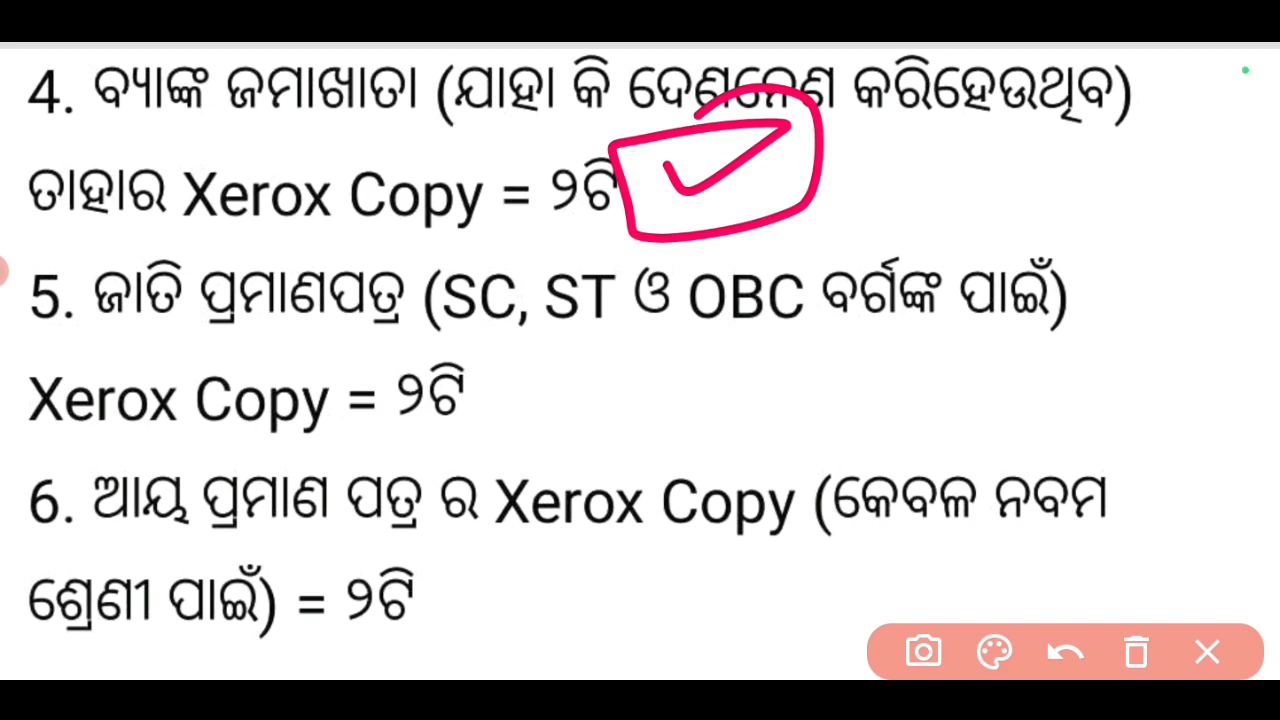 4. ବ୍ୟାଙ୍କ ଜମାଖାତା (ଯାହା କି ଦେଣନେଣ କରିହେଉଥିବ)
ତାହାର Xerox Copy = ୨ଟି
5. ଜାତି ପ୍ରମାଣପତ୍ର (SC, ST ଓ OBC ବର୍ଗଙ୍କ ପାଇଁ)
Xerox Copy = ୨ଟି
6. ଆୟ ପ୍ରମାଣ ପତ୍ର ର Xerox Copy (କେବଳ ନବମ
ଶ୍ରେଣୀ ପାଇଁ) = ୨ଟି